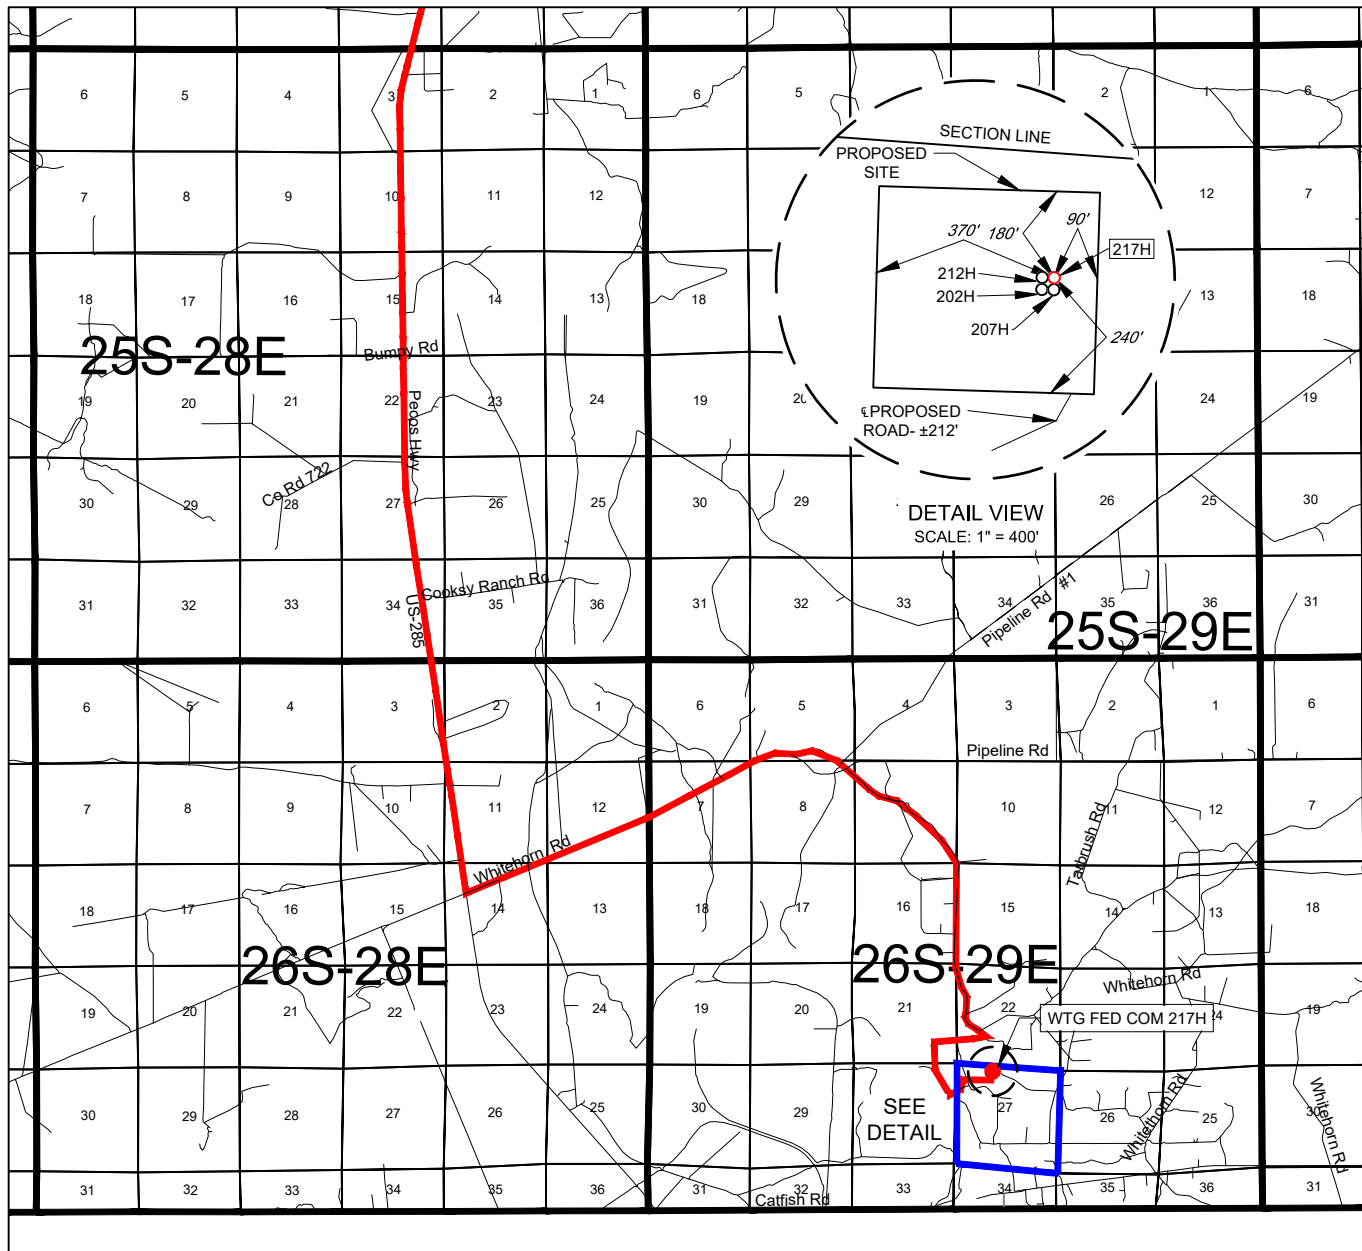 6 5 4 3 2 1 6 5 2 1 6
SECTION LINE
PROPOSED
SITE
7 8 9 10 11 12 12 7
370' 180' 90'
217H
212H
202H
207H
240'
18 17 16 15 14 13 18 13 18
Bumpy Rd
25S-28E
19 20 21 22 23 24 19 20 24 19
Pecos Hwy
℄PROPOSED
ROAD- ±212'
Co Rd 722
30 29 28 27 26 25 30 29 26 25 30
DETAIL VIEW
SCALE: 1" = 400'
Cooksy Ranch Rd
Pipeline Rd #1
31 32 33 34 35 36 31 32 33 34 35 36 31
US-285
25S-29E
6 5 4 3 2 1 6 5 4 3 2 1 6
Pipeline Rd
7 8 9 10 11 12 7 8 10 11 12 7
Tarbrush Rd
Whitehorn Rd
18 17 16 15 14 13 18 17 16 15 14 13 18
26S-28E
26S-29E
Whitehorn Rd
19 20 21 22 23 24 19 20 21 22 24 19
WTG FED COM 217H
SEE
DETAIL
30 29 28 27 26 25 30 29 27 26 25 30
Whitethorn Rd
Whitehorn Rd
31 32 33 34 35 36 31 32 33 34 35 36 31
Catfish Rd